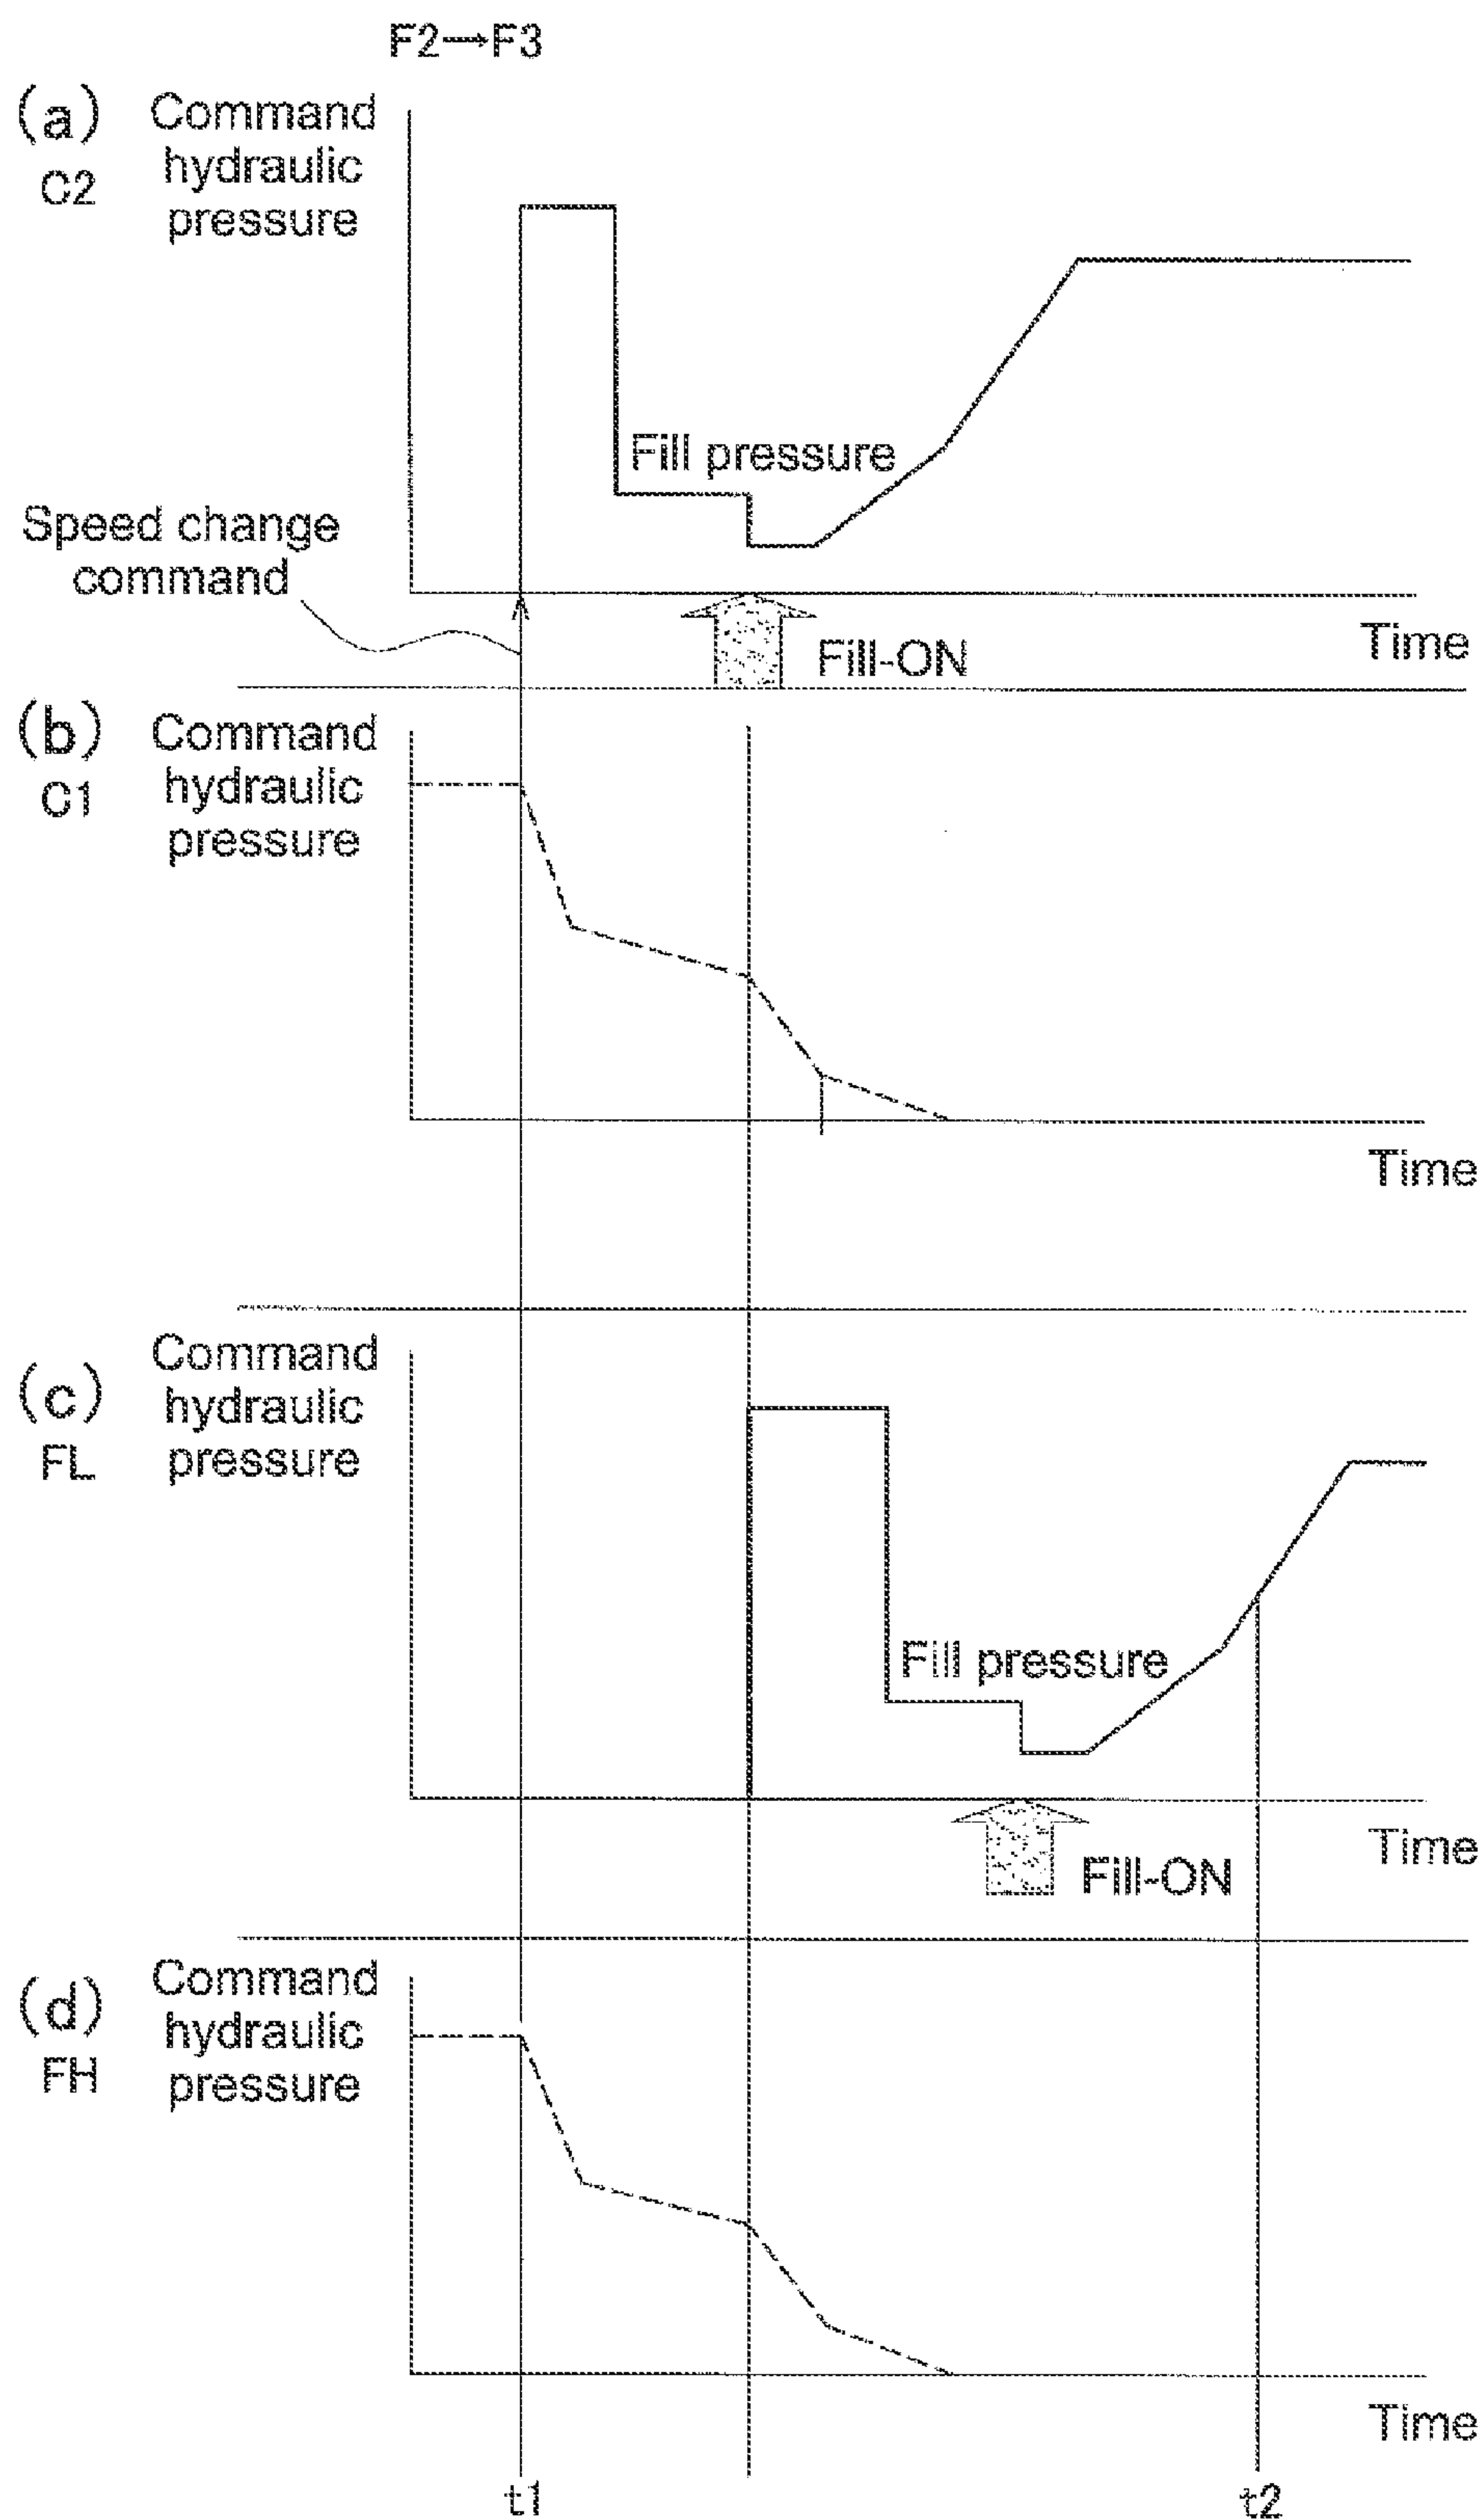 F2→F3
(a)
C2
Command
hydraulic
pressure
Fill pressure
Speed change
command
Time
Fill-ON
(b)
C1
Command
hydraulic
pressure
Time
(c)
FL
Command
hydraulic
pressure
Fill pressure
Time
Fill-ON
(d)
FH
Command
hydraulic
pressure
Time
t1
t2